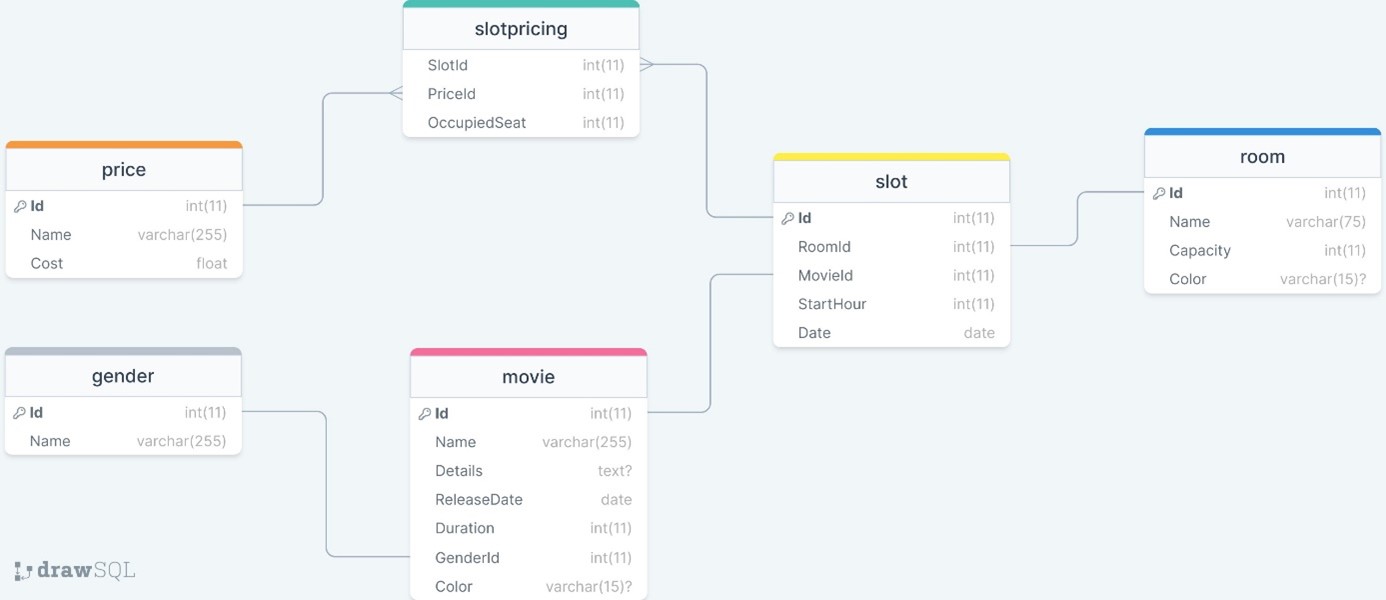 slotpricing
SlotId int(11)
PriceId int(11)
OccupiedSeat int(11)
price
Id int(11)
Name varchar(255)
Cost float
slot
Id int(11)
RoomId int(11)
MovieId int(11)
StartHour int(11)
Date date
room
Id int(11)
Name varchar(75)
Capacity int(11)
Color varchar(15)?
gender
Id int(11)
Name varchar(255)
movie
Id int(11)
Name varchar(255)
Details text?
ReleaseDate date
Duration int(11)
GenderId int(11)
Color varchar(15)?
drawSQL